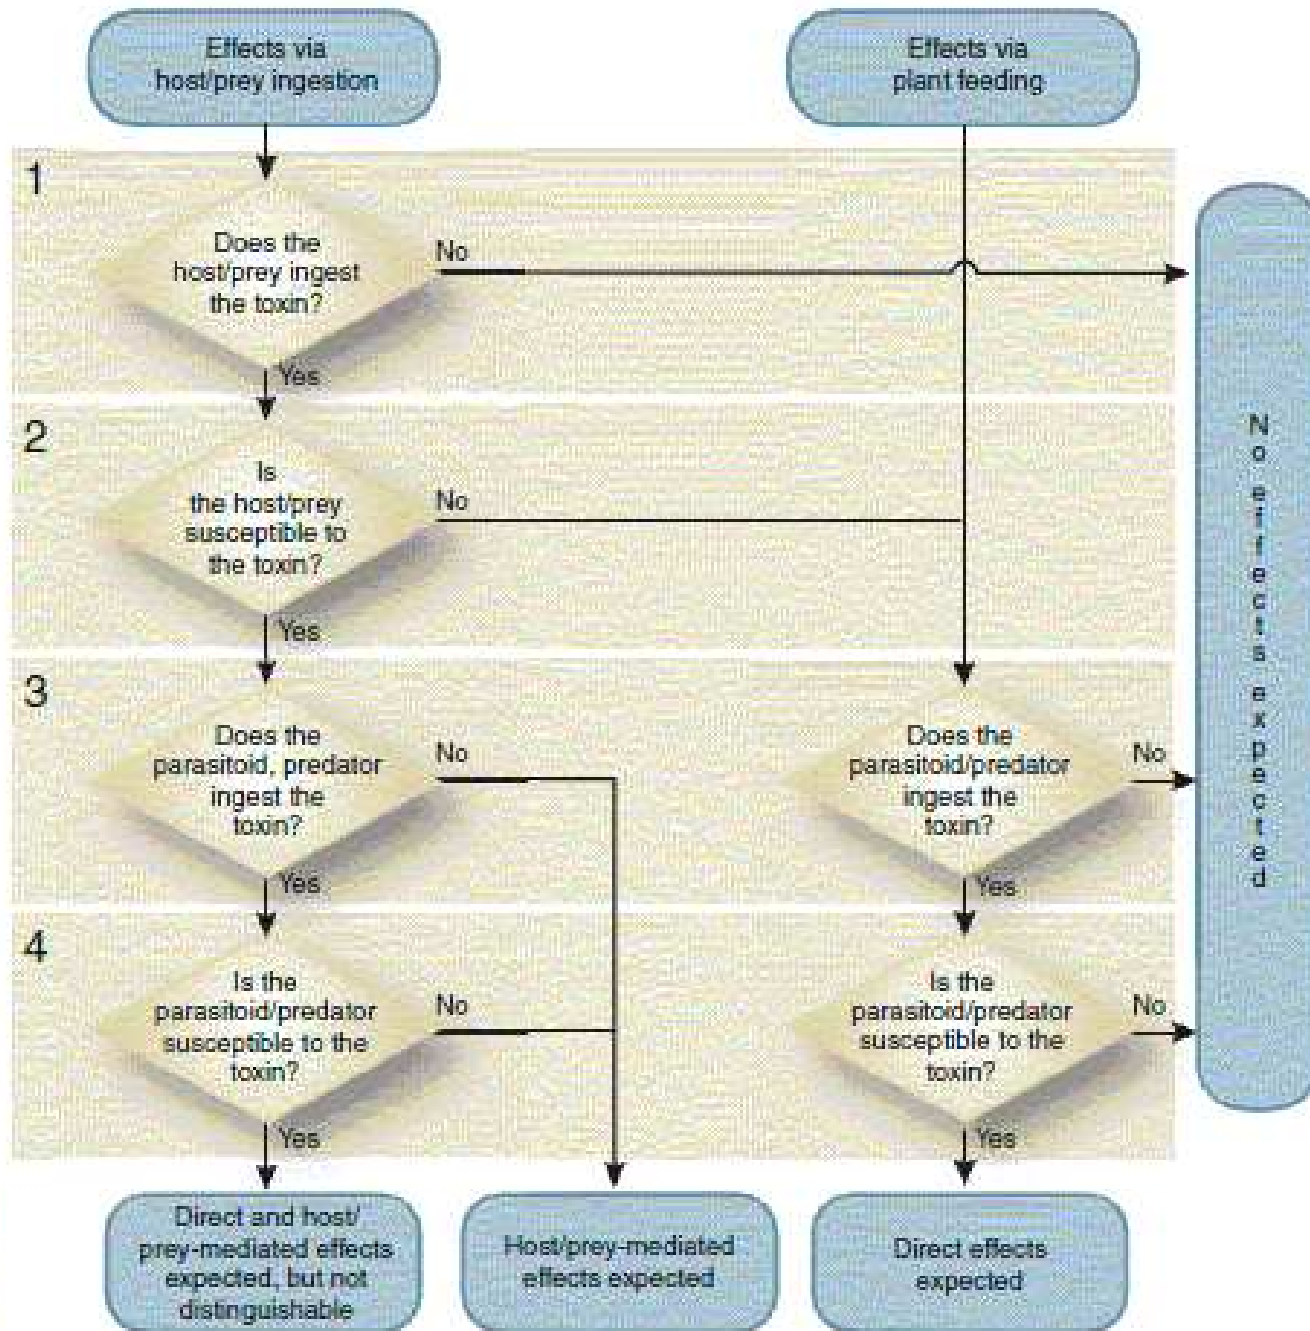 Effects via
host/prey ingestion
Effects via
plant feeding
1
Does the
host/prey ingest
the toxin?
No
Yes
2
Is
the host/prey
susceptible to
the toxin?
No
Yes
3
Does the
parasitoid, predator
ingest the
toxin?
No
Yes
Does the
parasitoid/predator
ingest the
toxin?
No
Yes
4
Is the
parasitoid/predator
susceptible to the
toxin?
No
Yes
Is the
parasitoid/predator
susceptible to the
toxin?
No
Yes
No effects expected
Direct and host/
prey-mediated effects
expected, but not
distinguishable
Host/prey-mediated
effects expected
Direct effects
expected